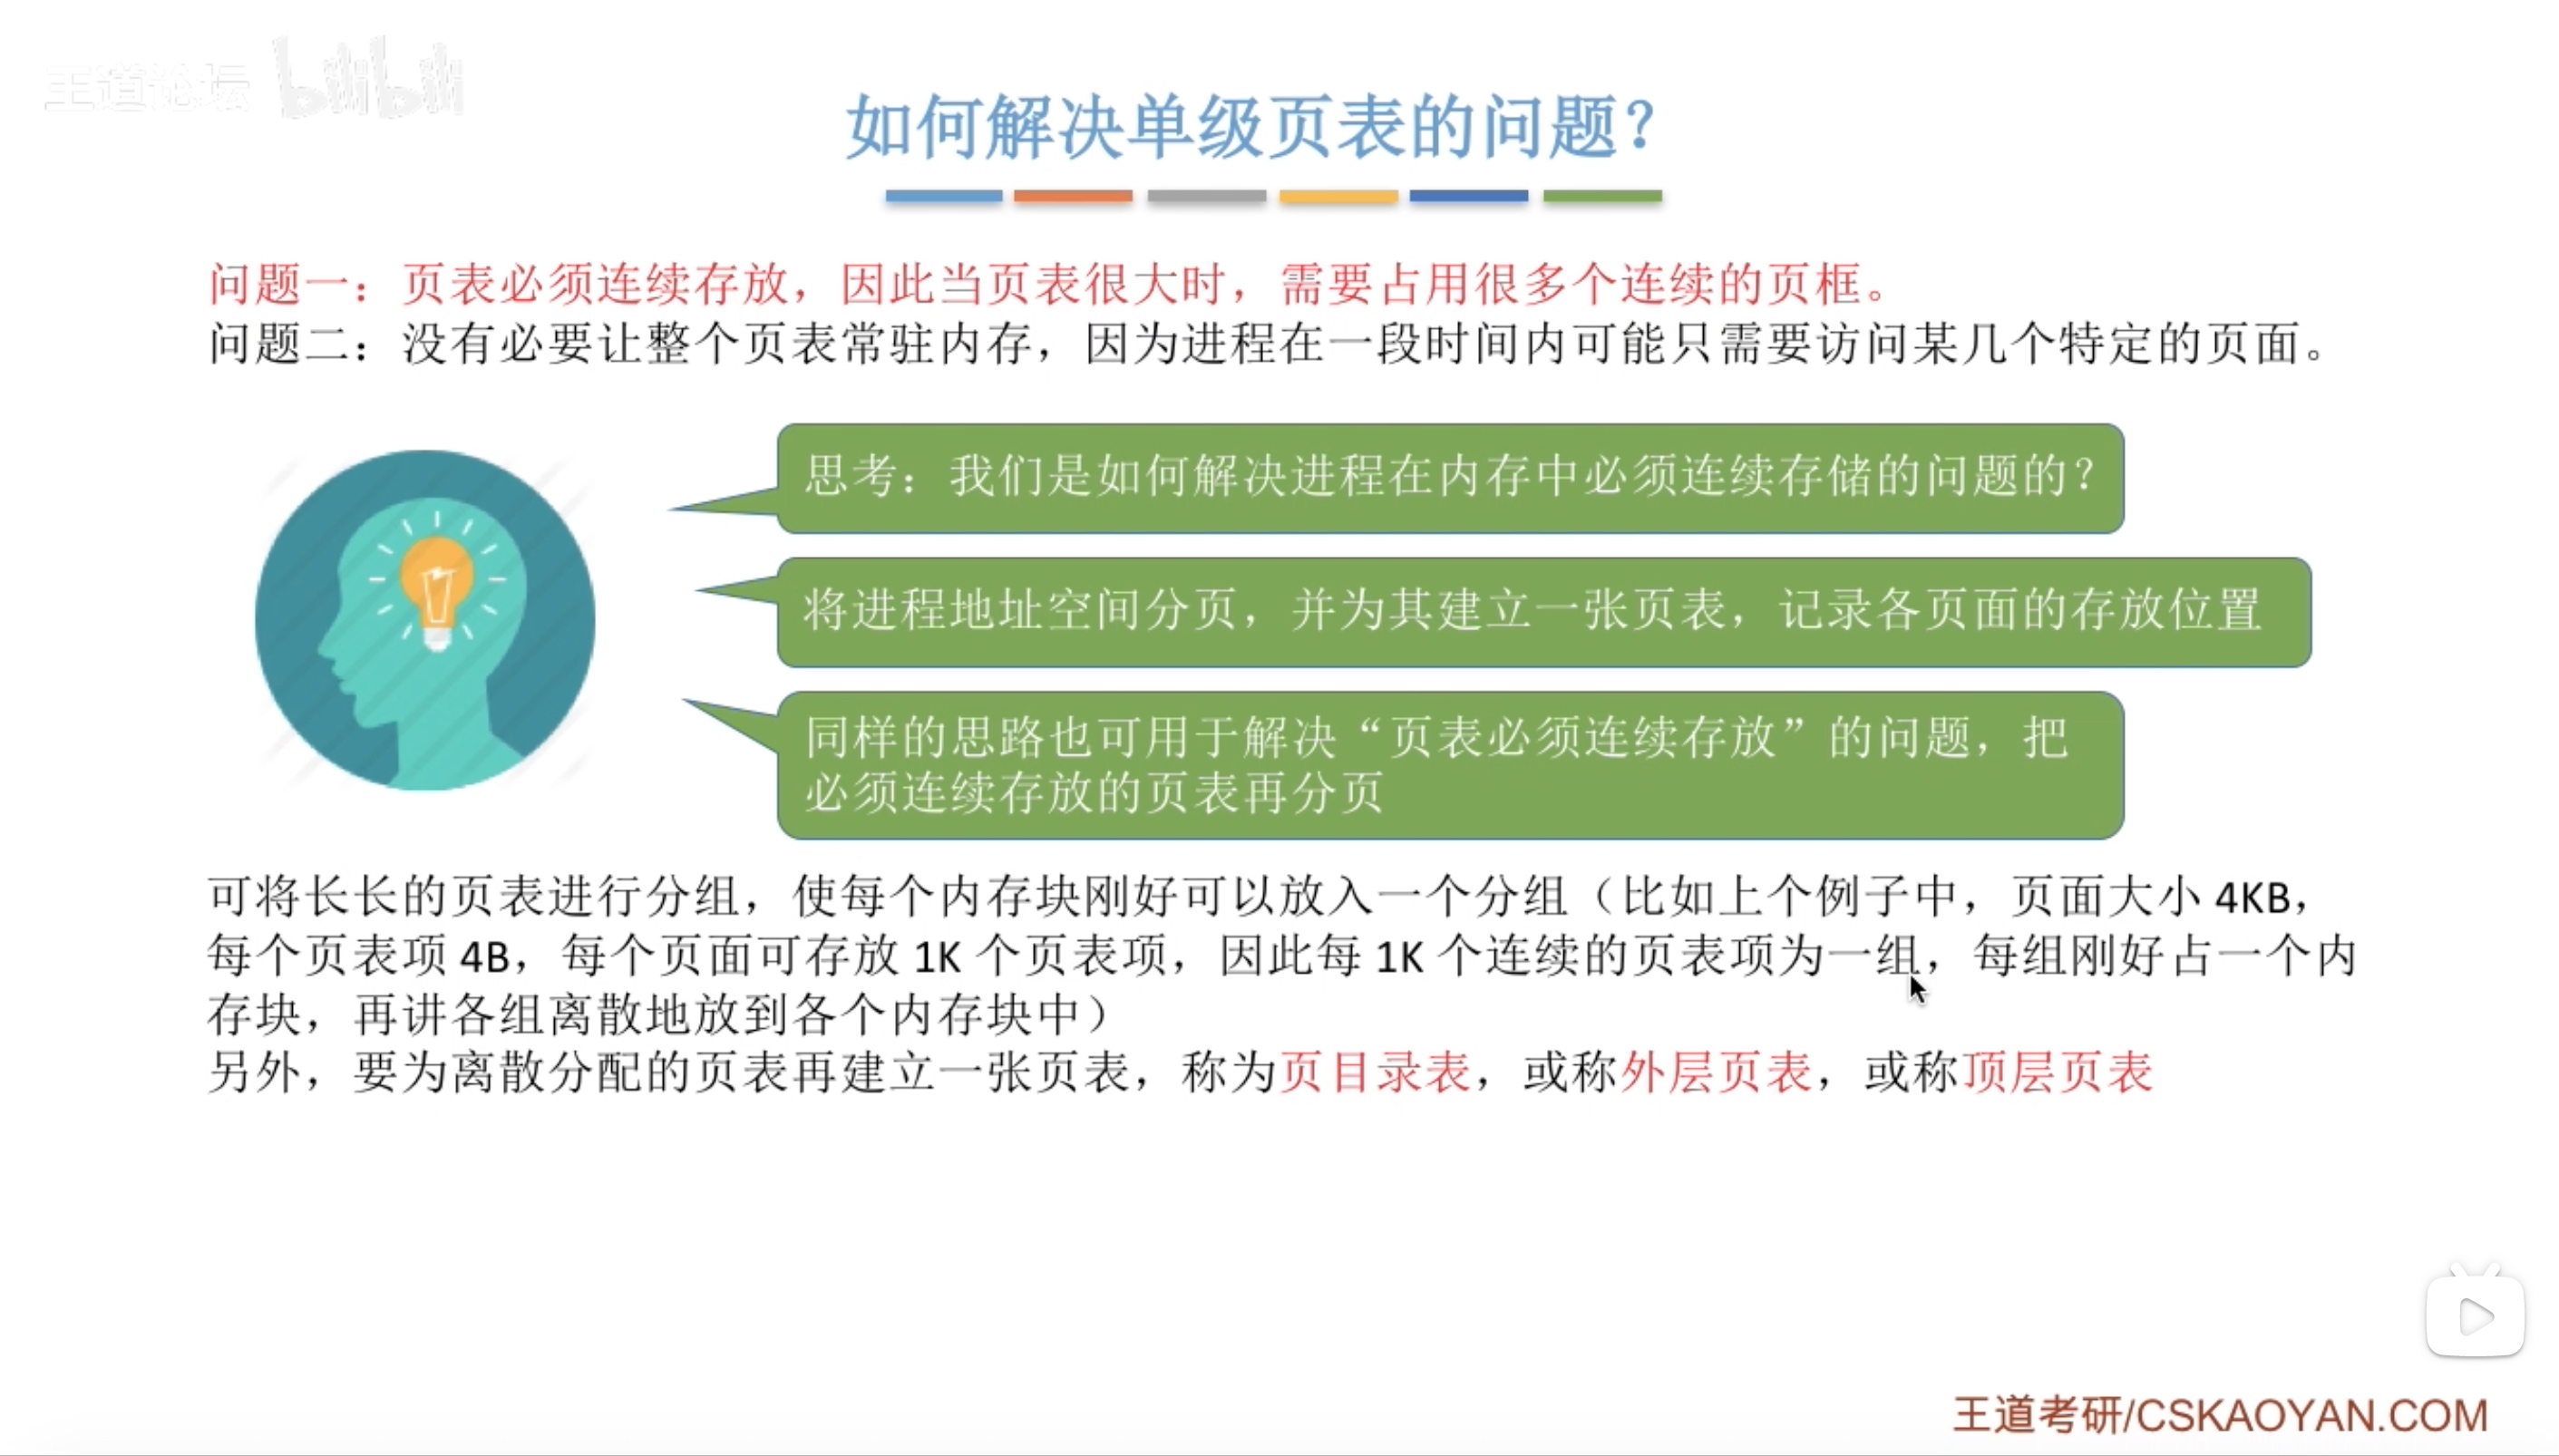 王道论坛 bilibili
如何解决单级页表的问题？
问题一：页表必须连续存放，因此当页表很大时，需要占用很多个连续的页框。
问题二：没有必要让整个页表常驻内存，因为进程在一段时间内可能只需要访问某几个特定的页面。
思考：我们是如何解决进程在内存中必须连续存储的问题的？
将进程地址空间分页，并为其建立一张页表，记录各页面的存放位置
同样的思路也可用于解决“页表必须连续存放”的问题，把
必须连续存放的页表再分页
可将长长的页表进行分组，使每个内存块刚好可以放入一个分组（比如上个例子中，页面大小 4KB，
每个页表项 4B，每个页面可存放 1K 个页表项，因此每 1K 个连续的页表项为一组，每组刚好占一个内
存块，再讲各组离散地放到各个内存块中）
另外，要为离散分配的页表再建立一张页表，称为页目录表，或称外层页表，或称顶层页表
王道考研/CSKAOYAN.COM